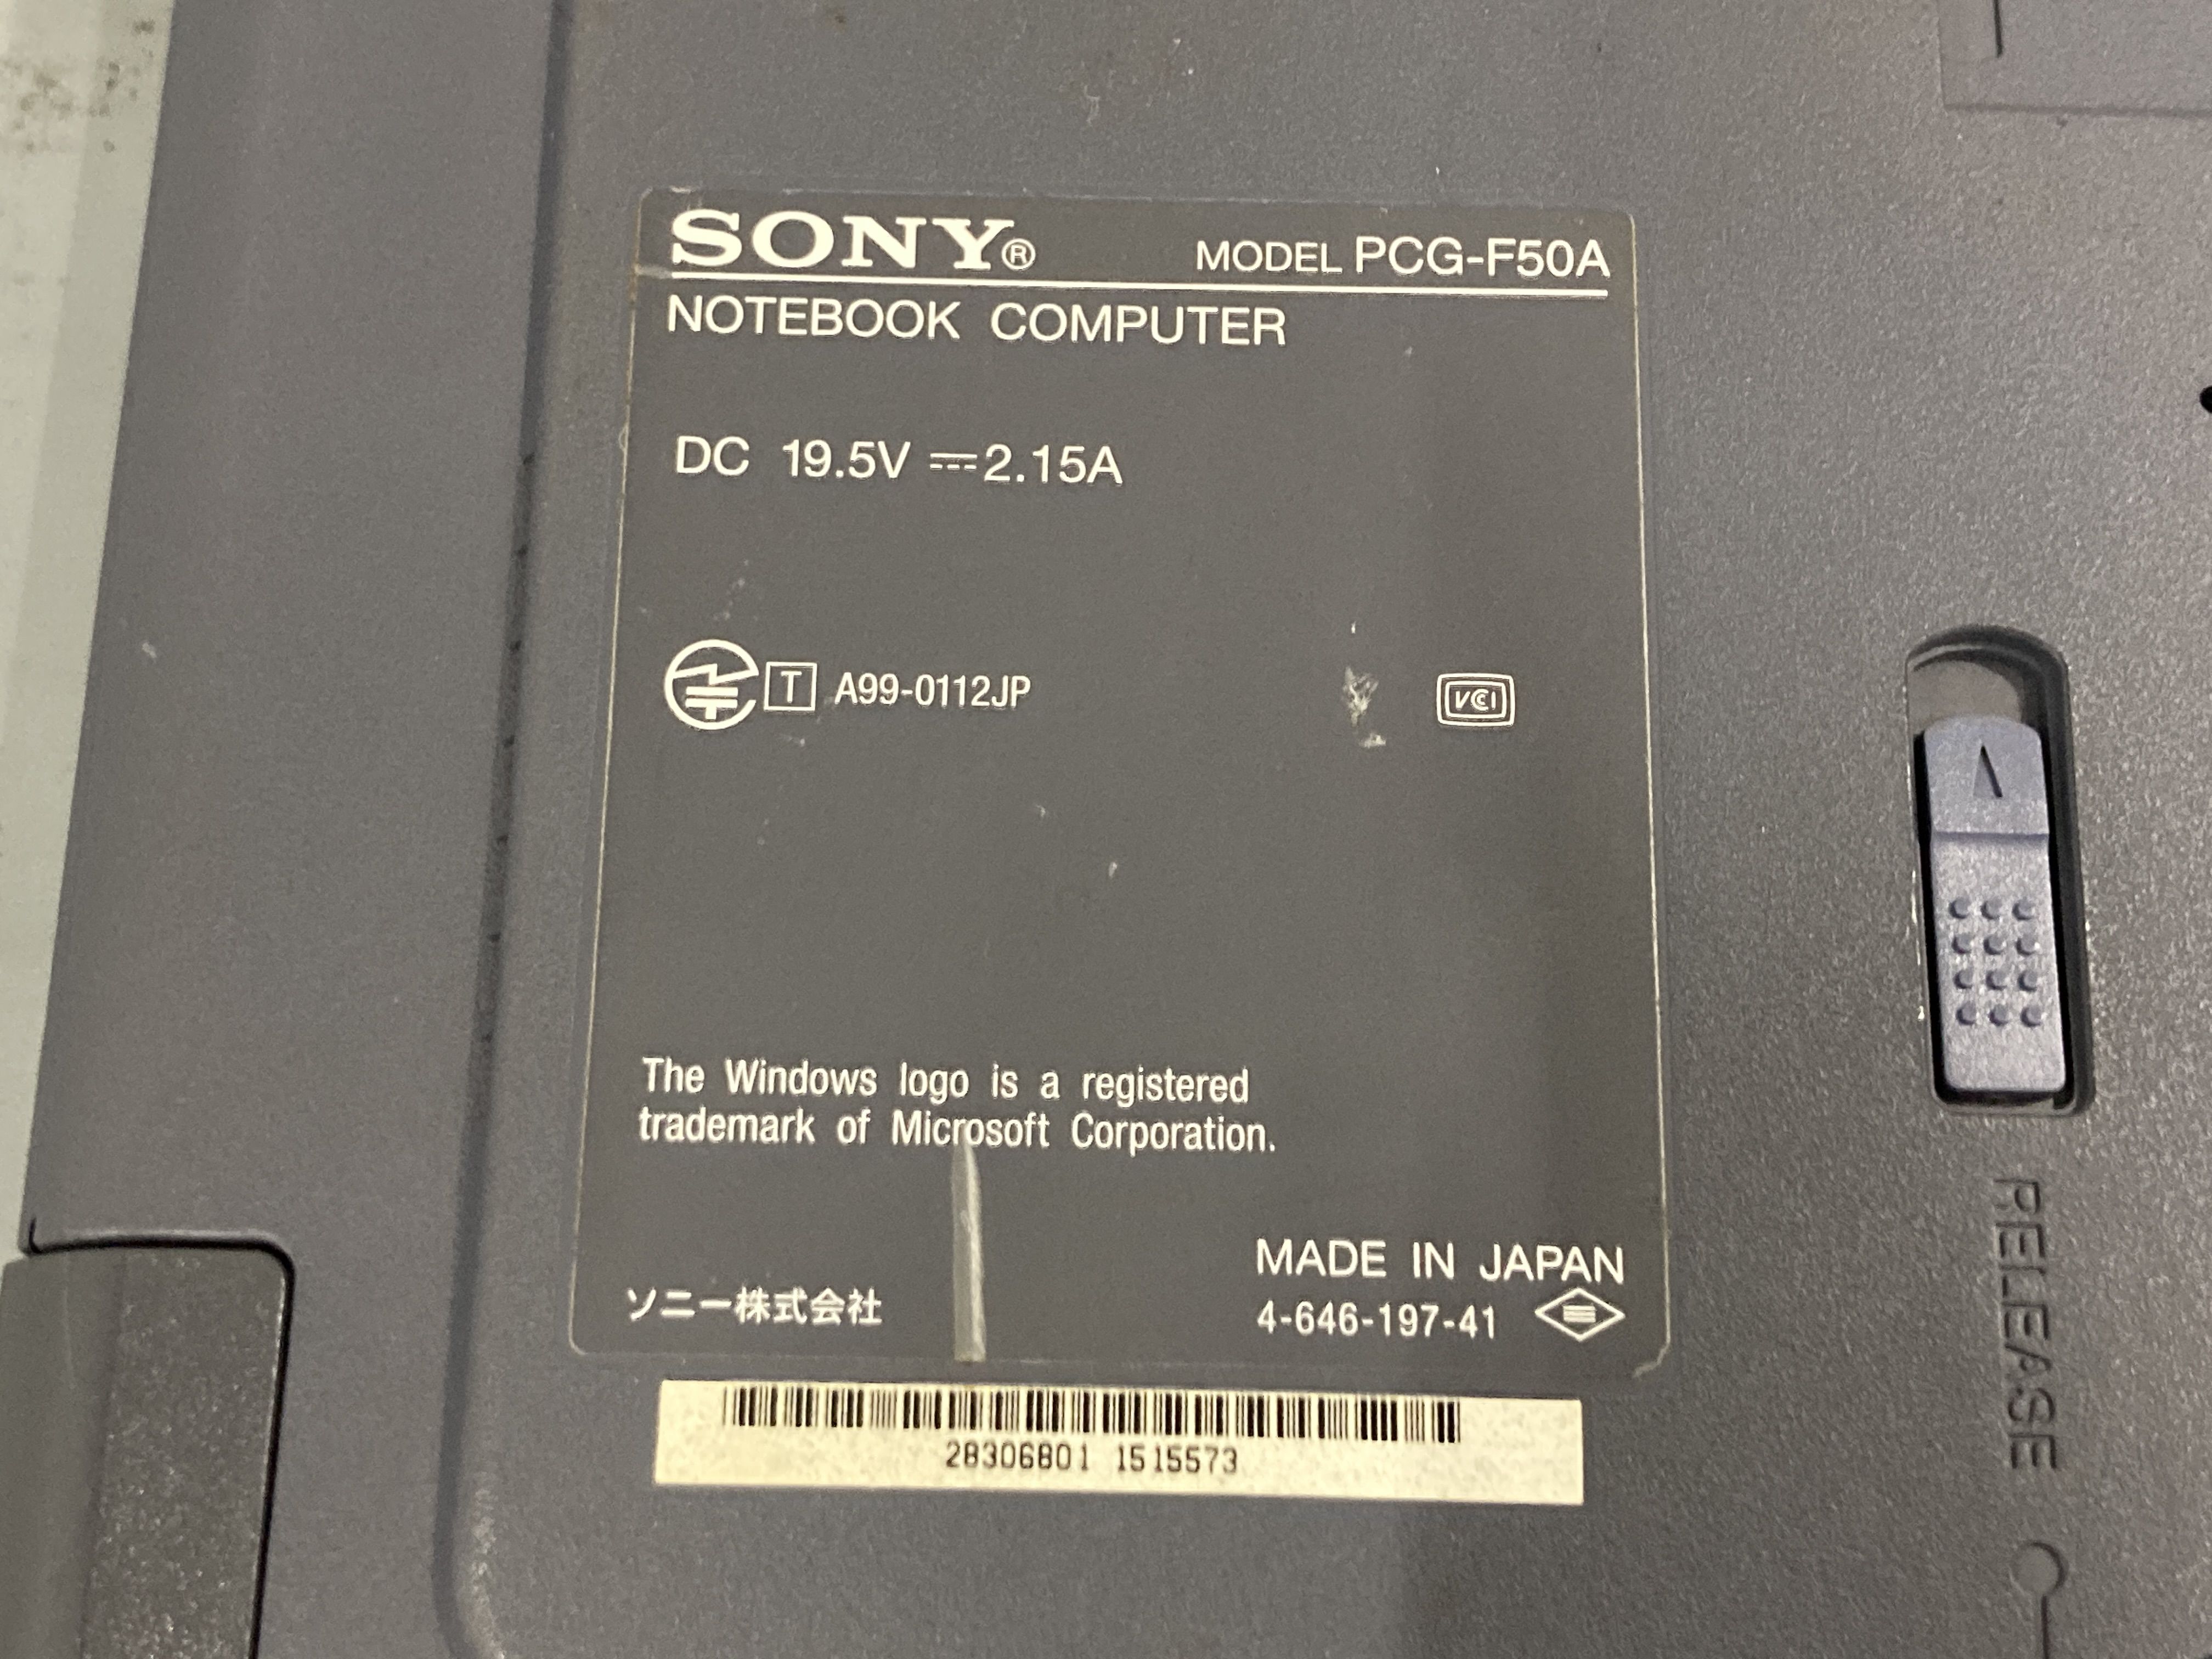 SONY® MODEL PCG-F50A
NOTEBOOK COMPUTER
DC 19.5V ⎓ 2.15A
T A99-0112JP VCCI
The Windows logo is a registered
trademark of Microsoft Corporation.
MADE IN JAPAN
ソニー株式会社 4-646-197-41
28306801 1515573
RELEASE